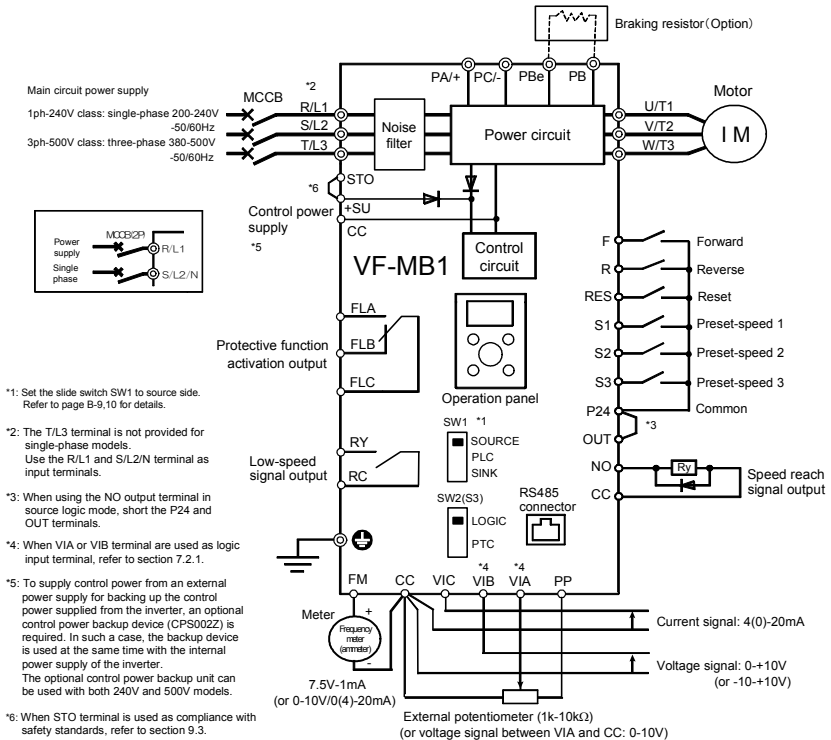 Braking resistor (Option)
PA/+ PC/- PBe PB
Main circuit power supply
MCCB
*2
1ph-240V class: single-phase 200-240V
-50/60Hz
3ph-500V class: three-phase 380-500V
-50/60Hz
R/L1
S/L2
T/L3
Noise
filter
Power circuit
U/T1
V/T2
W/T3
Motor
I M
*6
STO
+SU
CC
Control power
supply
*5
Control
circuit
VF-MB1
MCCB(2P)
Power
supply
R/L1
Single
phase
S/L2/N
F Forward
R Reverse
RES Reset
S1 Preset-speed 1
S2 Preset-speed 2
S3 Preset-speed 3
P24 Common
OUT *3
NO Ry
CC
Speed reach
signal output
FLA
FLB
FLC
Protective function
activation output
Operation panel
RY
RC
Low-speed
signal output
SW1 *1
SOURCE
PLC
SINK
SW2(S3)
LOGIC
PTC
RS485
connector
*4 *4
FM CC VIC VIB VIA PP
Meter
+
Frequency
meter
(ammeter)
-
7.5V-1mA
(or 0-10V/0(4)-20mA)
Current signal: 4(0)-20mA
Voltage signal: 0-+10V
(or -10-+10V)
External potentiometer (1k-10kΩ)
(or voltage signal between VIA and CC: 0-10V)
*1: Set the slide switch SW1 to source side.
Refer to page B-9,10 for details.
*2: The T/L3 terminal is not provided for
single-phase models.
Use the R/L1 and S/L2/N terminal as
input terminals.
*3: When using the NO output terminal in
source logic mode, short the P24 and
OUT terminals.
*4: When VIA or VIB terminal are used as logic
input terminal, refer to section 7.2.1.
*5: To supply control power from an external
power supply for backing up the control
power supplied from the inverter, an optional
control power backup device (CPS002Z) is
required. In such a case, the backup device
is used at the same time with the internal
power supply of the inverter.
The optional control power backup unit can
be used with both 240V and 500V models.
*6: When STO terminal is used as compliance with
safety standards, refer to section 9.3.